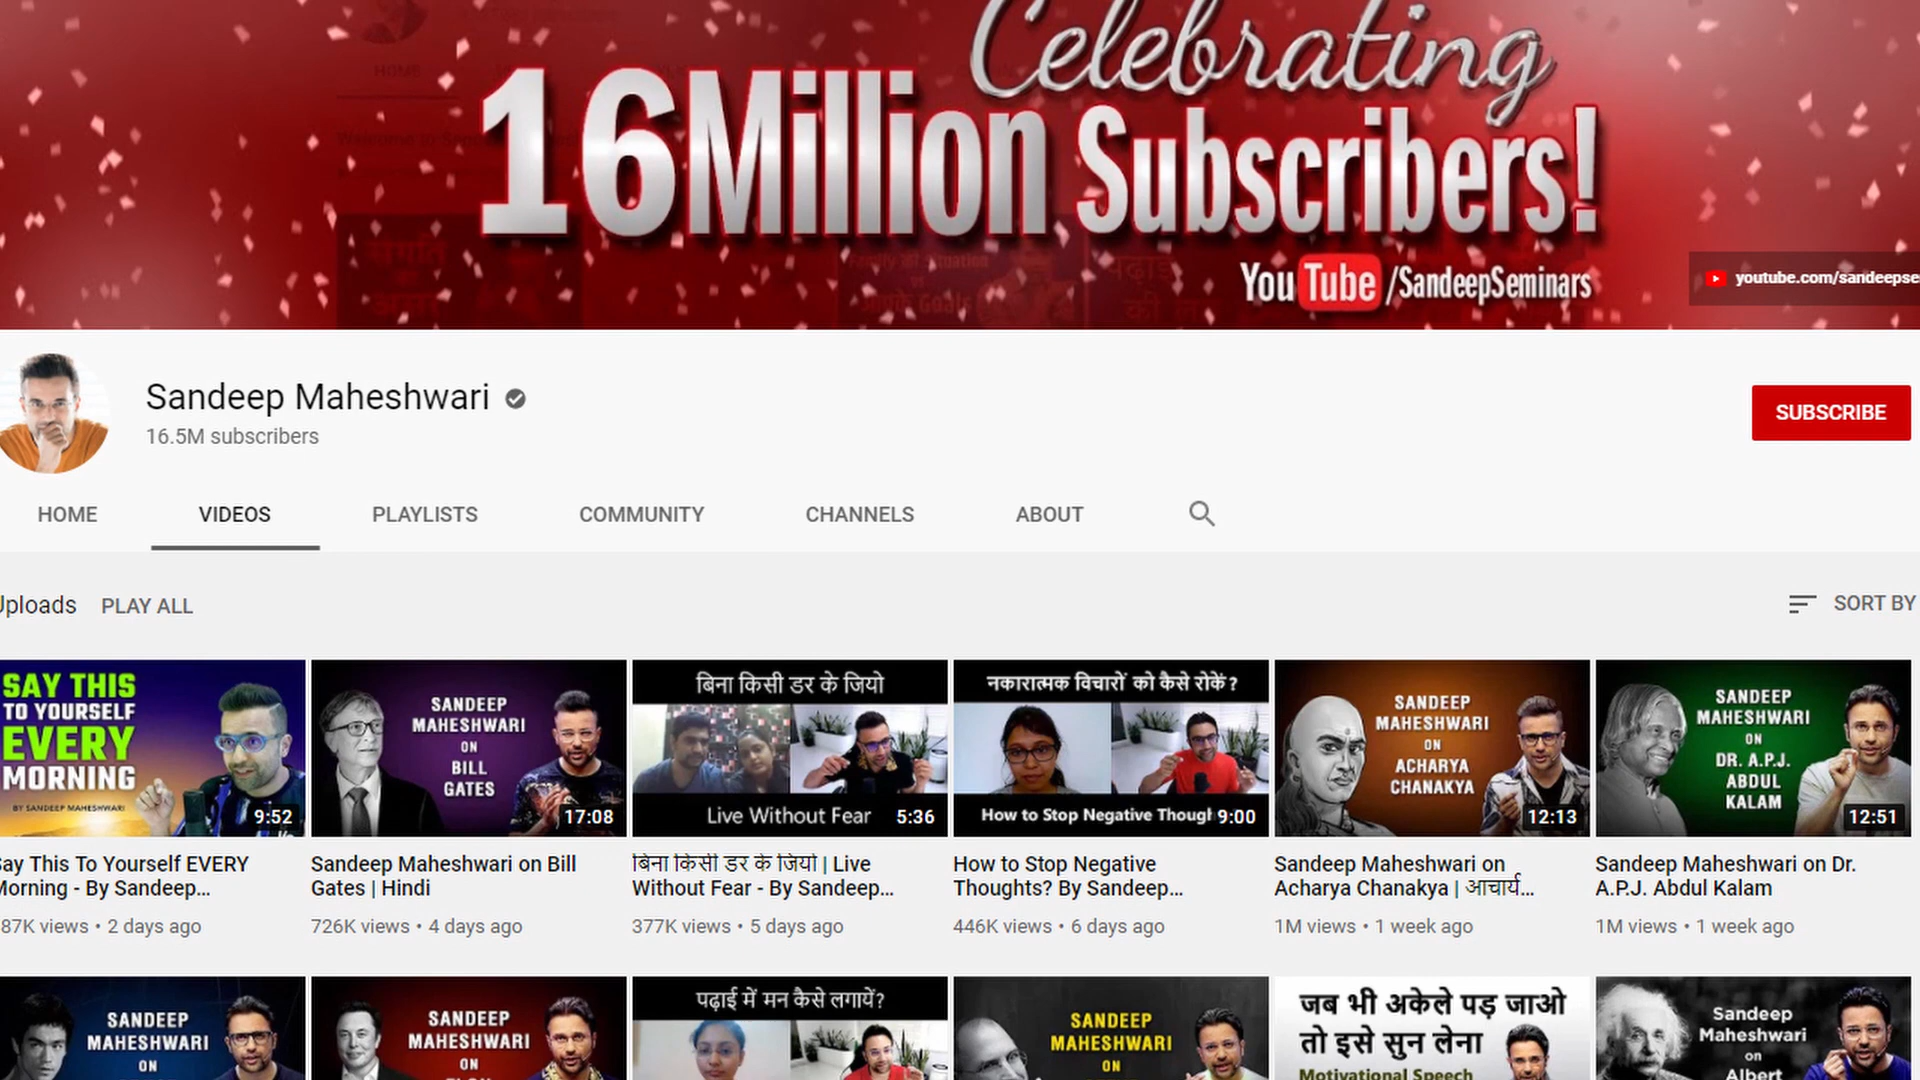 Celebrating
16Million Subscribers!
YouTube /SandeepSeminars
youtube.com/sandeepse
Sandeep Maheshwari
16.5M subscribers
SUBSCRIBE
HOME VIDEOS PLAYLISTS COMMUNITY CHANNELS ABOUT
Uploads PLAY ALL
SORT BY
SAY THIS
TO YOURSELF
EVERY
MORNING
BY SANDEEP MAHESHWARI
9:52
SANDEEP
MAHESHWARI
ON
BILL
GATES
17:08
बिना किसी डर के जियो
Live Without Fear
5:36
नकारात्मक विचारों को कैसे रोकें?
How to Stop Negative Though
9:00
SANDEEP
MAHESHWARI
ON
ACHARYA
CHANAKYA
12:13
SANDEEP
MAHESHWARI
ON
DR. A.P.J.
ABDUL
KALAM
12:51
Say This To Yourself EVERY
Morning - By Sandeep...
87K views • 2 days ago
Sandeep Maheshwari on Bill
Gates | Hindi
726K views • 4 days ago
बिना किसी डर के जियो | Live
Without Fear - By Sandeep...
377K views • 5 days ago
How to Stop Negative
Thoughts? By Sandeep...
446K views • 6 days ago
Sandeep Maheshwari on
Acharya Chanakya | आचार्य...
1M views • 1 week ago
Sandeep Maheshwari on Dr.
A.P.J. Abdul Kalam
1M views • 1 week ago
SANDEEP
MAHESHWARI
ON
SANDEEP
MAHESHWARI
ON
पढ़ाई में मन कैसे लगायें?
SANDEEP
MAHESHWARI
ON
जब भी अकेले पड़ जाओ
तो इसे सुन लेना
Motivational Speech
Sandeep
Maheshwari
on
Albert